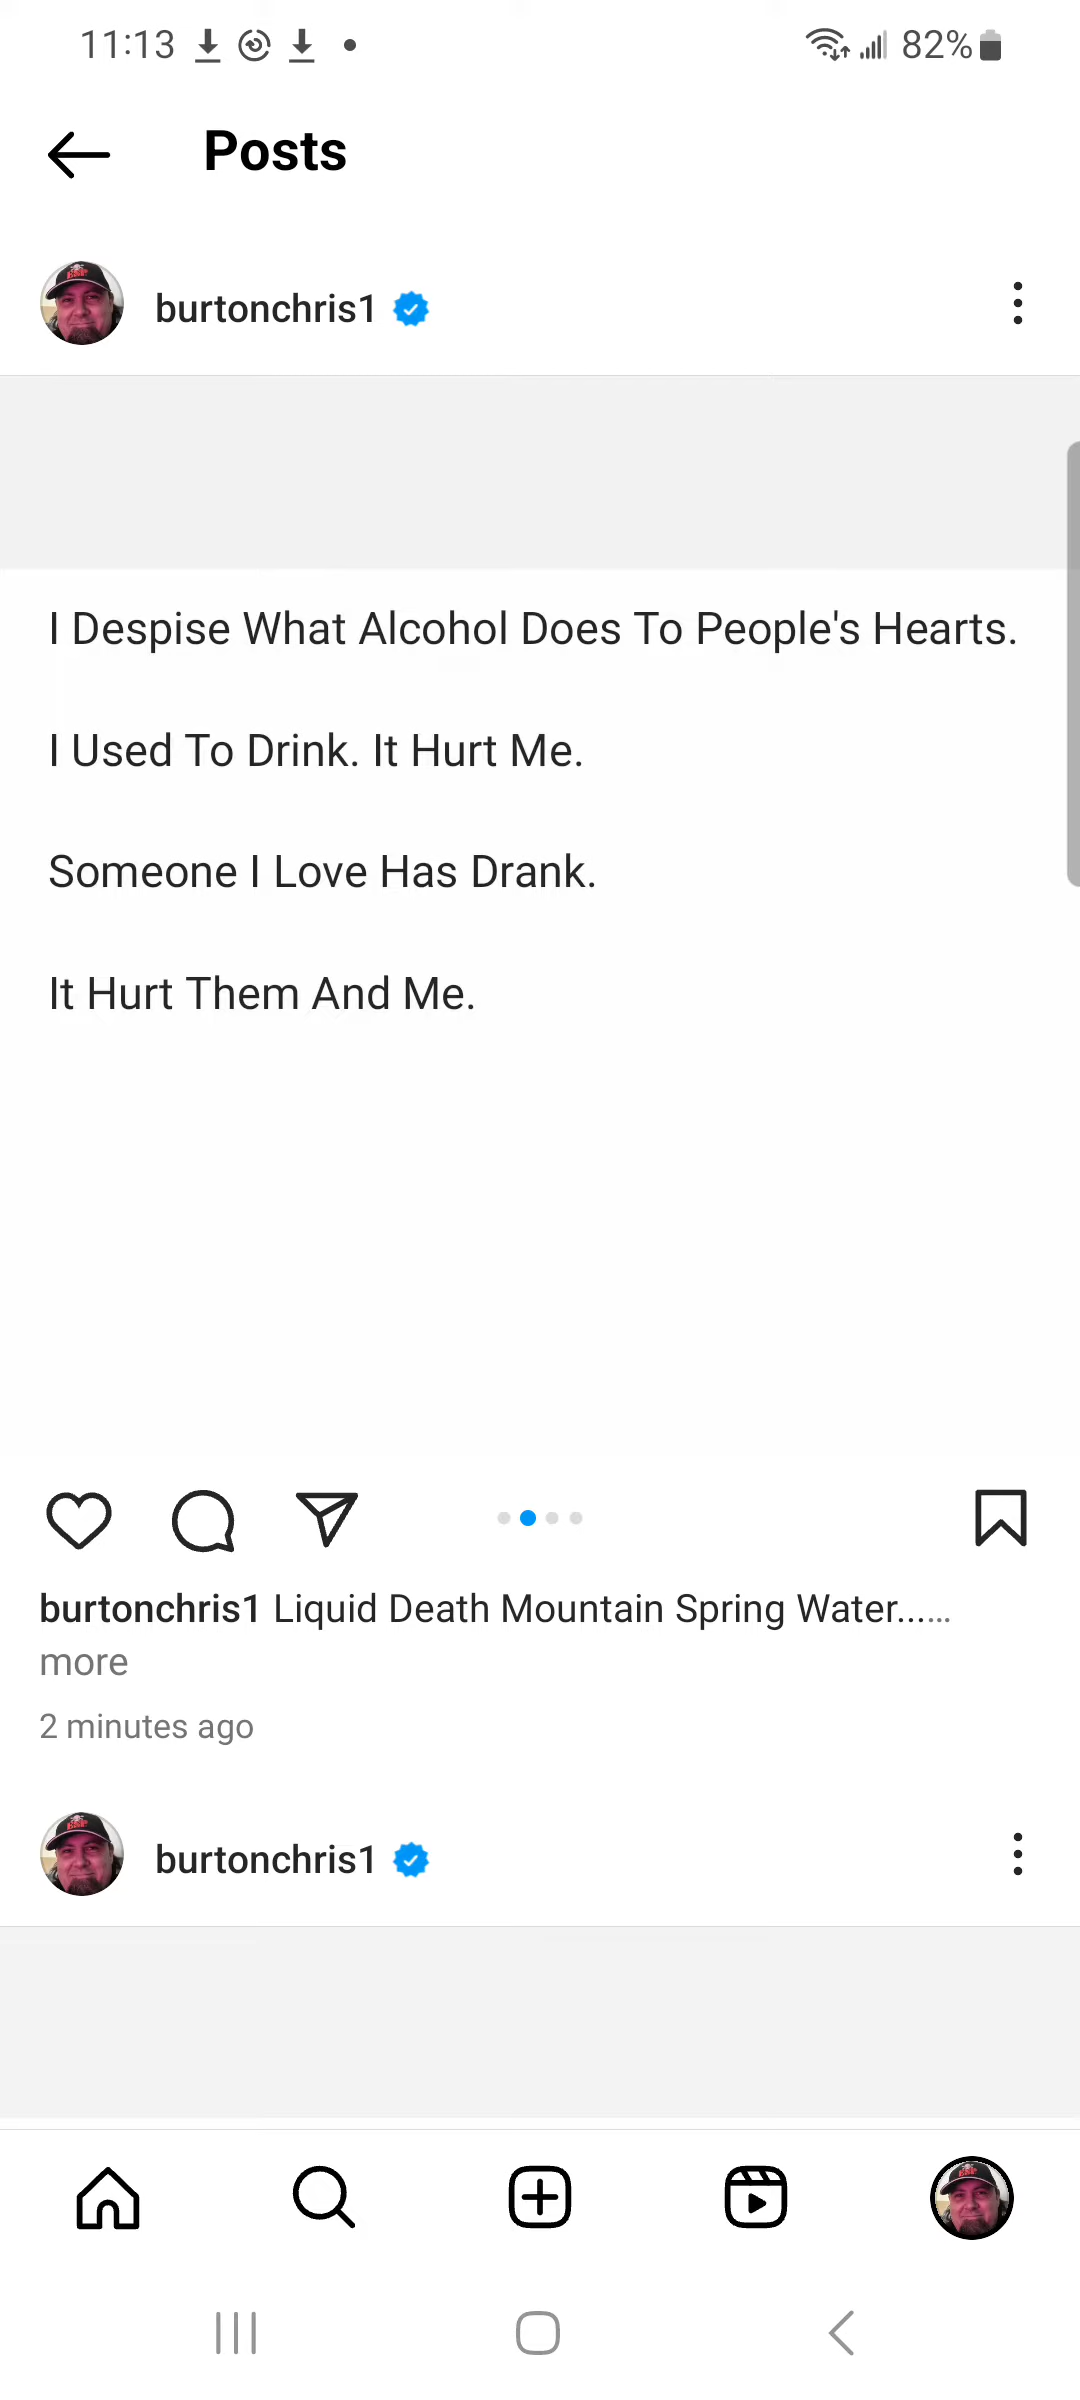 11:13 82%
Posts
burtonchris1
I Despise What Alcohol Does To People's Hearts.
I Used To Drink. It Hurt Me.
Someone I Love Has Drank.
It Hurt Them And Me.
burtonchris1 Liquid Death Mountain Spring Water......
more
2 minutes ago
burtonchris1